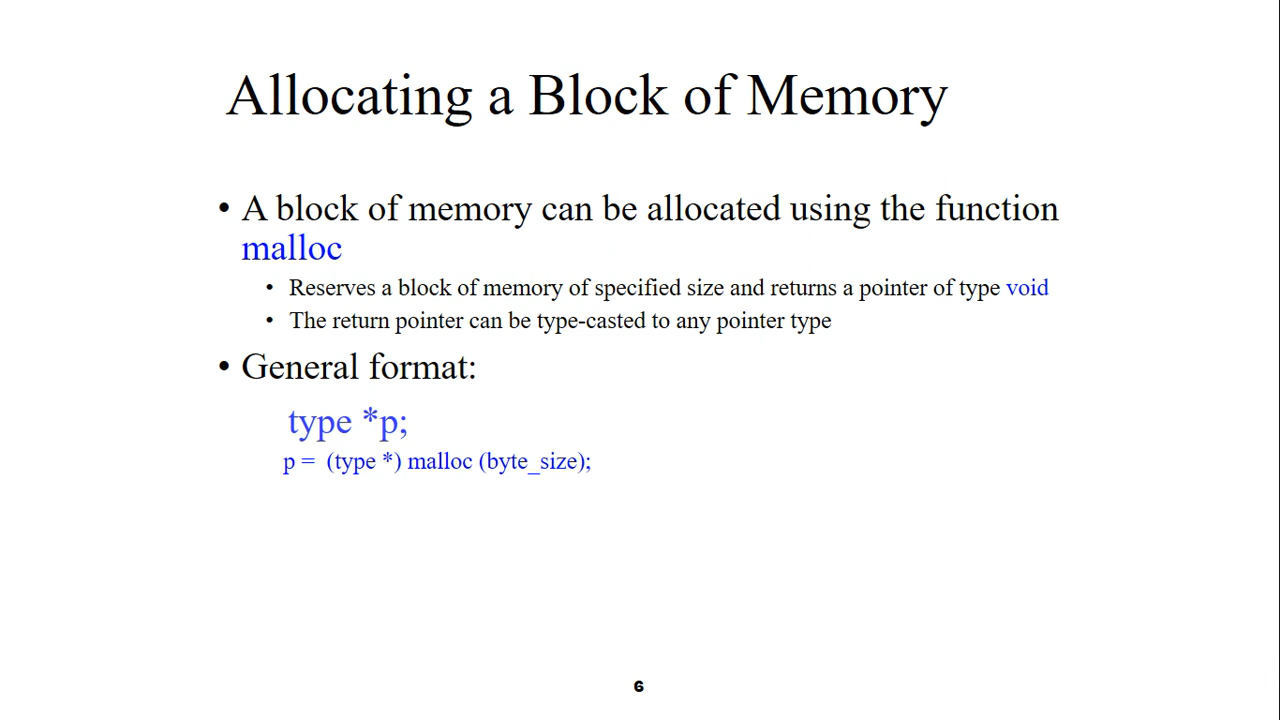 Allocating a Block of Memory
• A block of memory can be allocated using the function
malloc
• Reserves a block of memory of specified size and returns a pointer of type void
• The return pointer can be type-casted to any pointer type
• General format:
type *p;
p = (type *) malloc (byte_size);
6